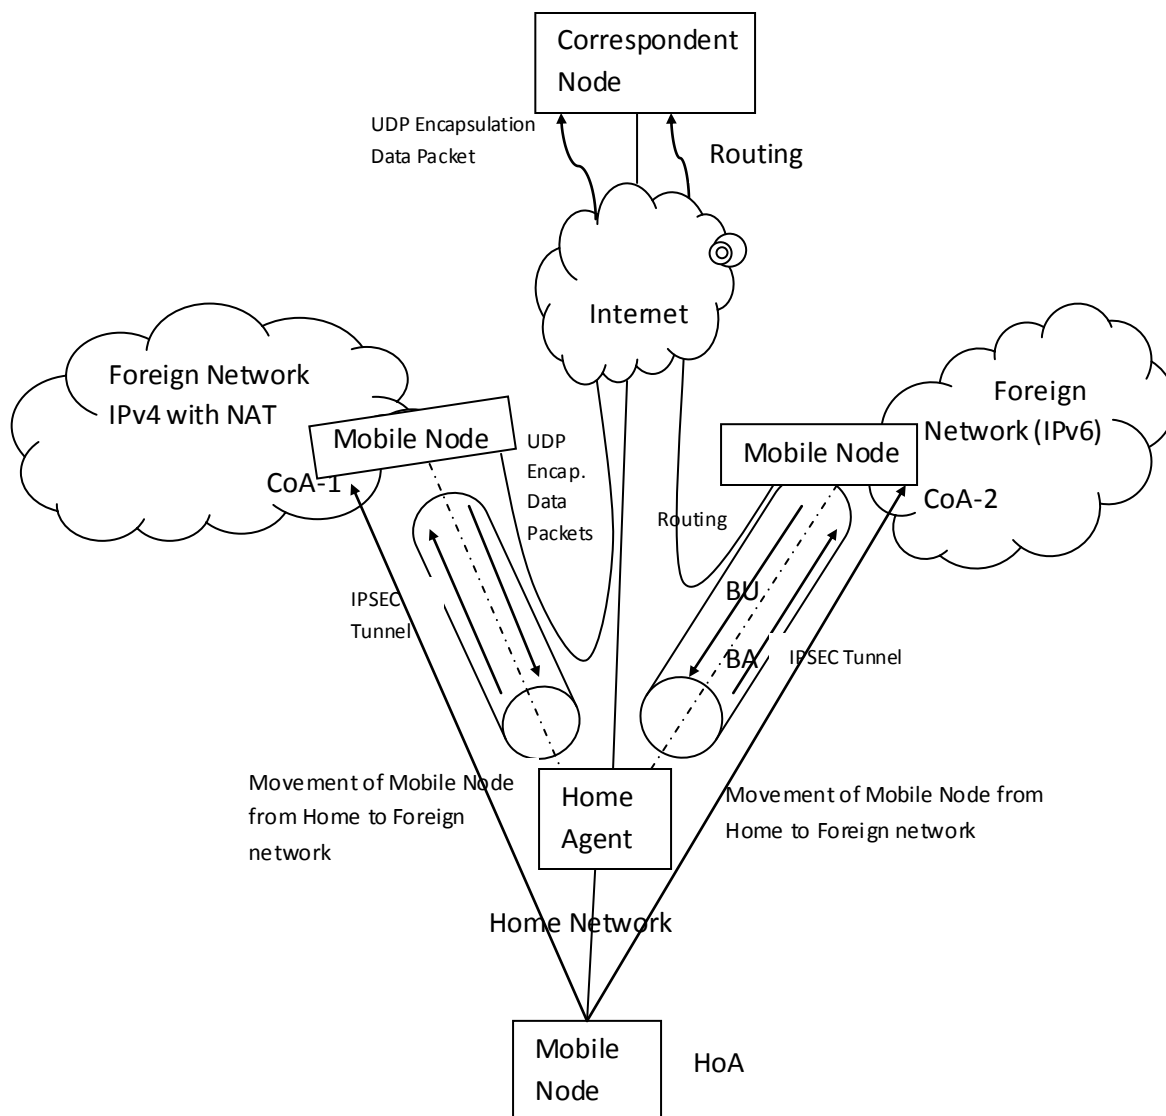 Correspondent
Node
UDP Encapsulation
Data Packet
Routing
Internet
Foreign Network
IPv4 with NAT
Mobile Node
CoA-1
UDP
Encap.
Data
Packets
Foreign
Network (IPv6)
Mobile Node
CoA-2
Routing
IPSEC
Tunnel
BU
BA
IPSEC Tunnel
Movement of Mobile Node
from Home to Foreign
network
Home
Agent
Movement of Mobile Node from
Home to Foreign network
Home Network
Mobile
Node
HoA